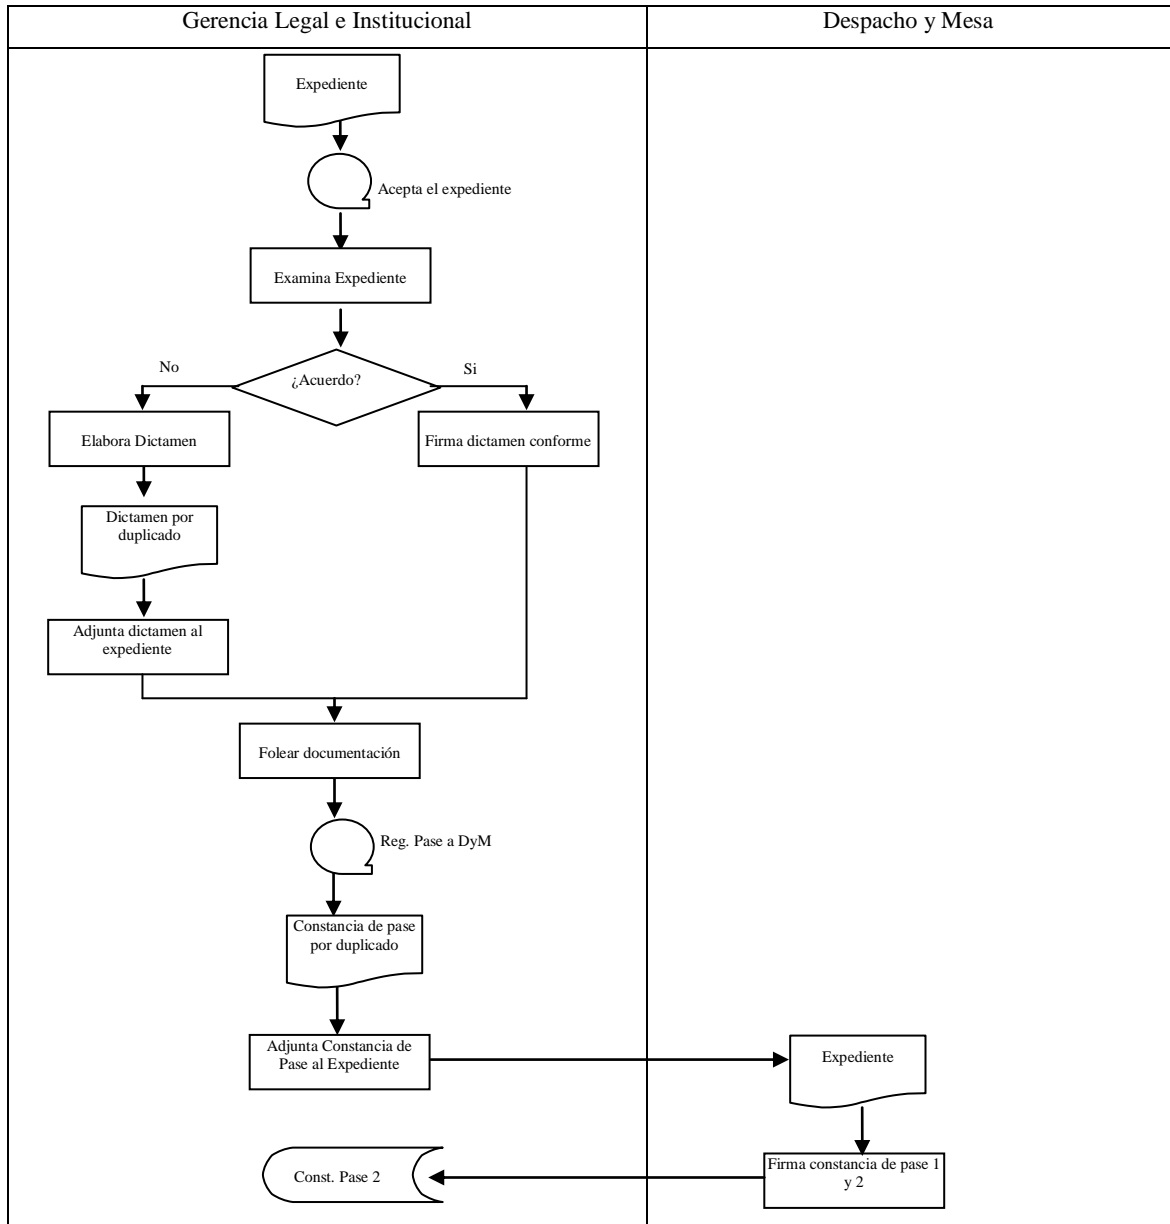 Gerencia Legal e Institucional
Despacho y Mesa
Expediente
Acepta el expediente
Examina Expediente
¿Acuerdo?
No
Si
Elabora Dictamen
Firma dictamen conforme
Dictamen por
duplicado
Adjunta dictamen al
expediente
Folear documentación
Reg. Pase a DyM
Constancia de pase
por duplicado
Adjunta Constancia de
Pase al Expediente
Expediente
Firma constancia de pase 1
y 2
Const. Pase 2